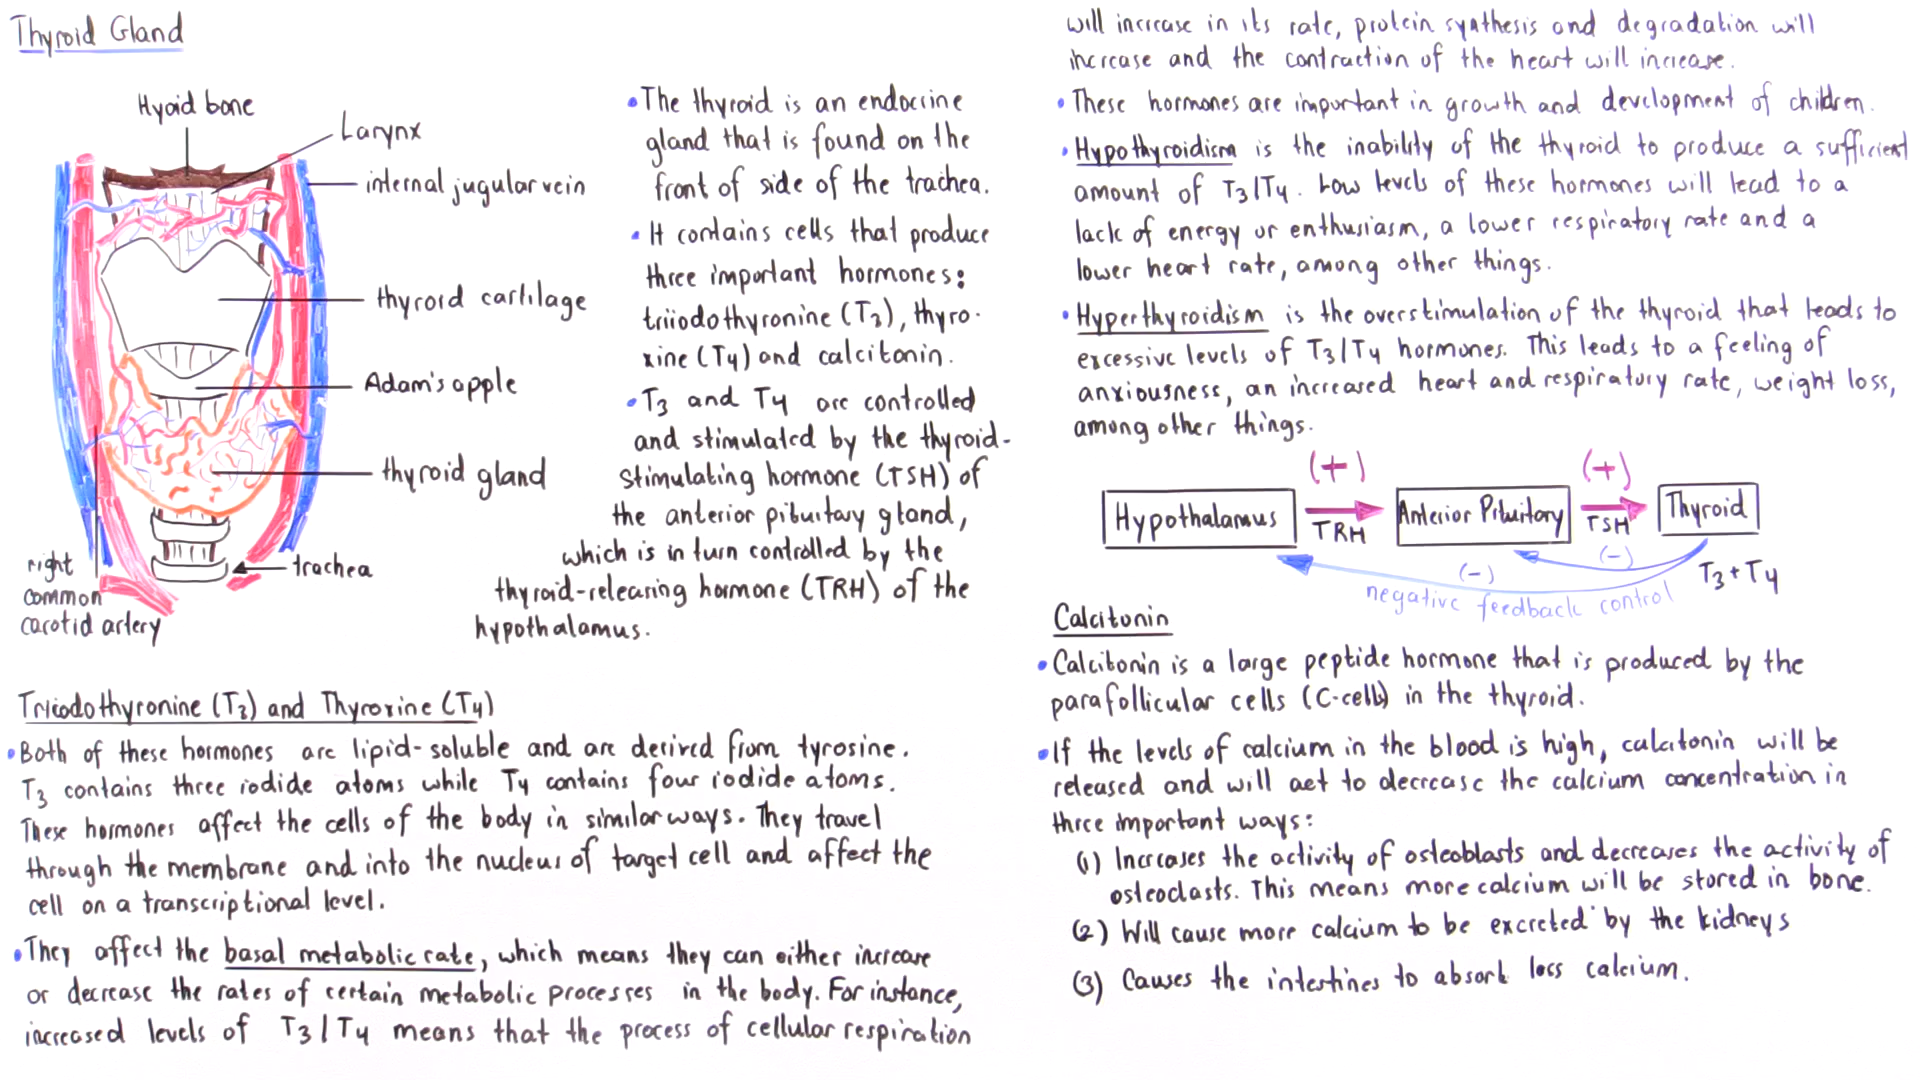 Thyroid Gland
Hyoid bone
Larynx
internal jugular vein
thyroid cartilage
Adam's apple
thyroid gland
trachea
right
common
carotid artery
• The thyroid is an endocrine
gland that is found on the
front of side of the trachea.
• It contains cells that produce
three important hormones:
triiodothyronine (T3), thyro-
xine (T4) and calcitonin.
• T3 and T4 are controlled
and stimulated by the thyroid-
stimulating hormone (TSH) of
the anterior pituitary gland,
which is in turn controlled by the
thyroid-releasing hormone (TRH) of the
hypothalamus.
Triiodothyronine (T3) and Thyroxine (T4)
• Both of these hormones are lipid-soluble and are derived from tyrosine.
T3 contains three iodide atoms while T4 contains four iodide atoms.
These hormones affect the cells of the body in similar ways. They travel
through the membrane and into the nucleus of target cell and affect the
cell on a transcriptional level.
• They affect the basal metabolic rate, which means they can either increase
or decrease the rates of certain metabolic processes in the body. For instance,
increased levels of T3/T4 means that the process of cellular respiration
will increase in its rate, protein synthesis and degradation will
increase and the contraction of the heart will increase.
• These hormones are important in growth and development of children.
• Hypothyroidism is the inability of the thyroid to produce a sufficient
amount of T3/T4. Low levels of these hormones will lead to a
lack of energy or enthusiasm, a lower respiratory rate and a
lower heart rate, among other things.
• Hyperthyroidism is the overstimulation of the thyroid that leads to
excessive levels of T3/T4 hormones. This leads to a feeling of
anxiousness, an increased heart and respiratory rate, weight loss,
among other things.
(+) (+)
Hypothalamus TRH Anterior Pituitary TSH Thyroid
(-) (-)
T3 + T4
negative feedback control
Calcitonin
• Calcitonin is a large peptide hormone that is produced by the
parafollicular cells (C-cells) in the thyroid.
• If the levels of calcium in the blood is high, calcitonin will be
released and will act to decrease the calcium concentration in
three important ways:
(1) Increases the activity of osteoblasts and decreases the activity of
osteoclasts. This means more calcium will be stored in bone.
(2) Will cause more calcium to be excreted by the kidneys
(3) Causes the intestines to absorb less calcium.